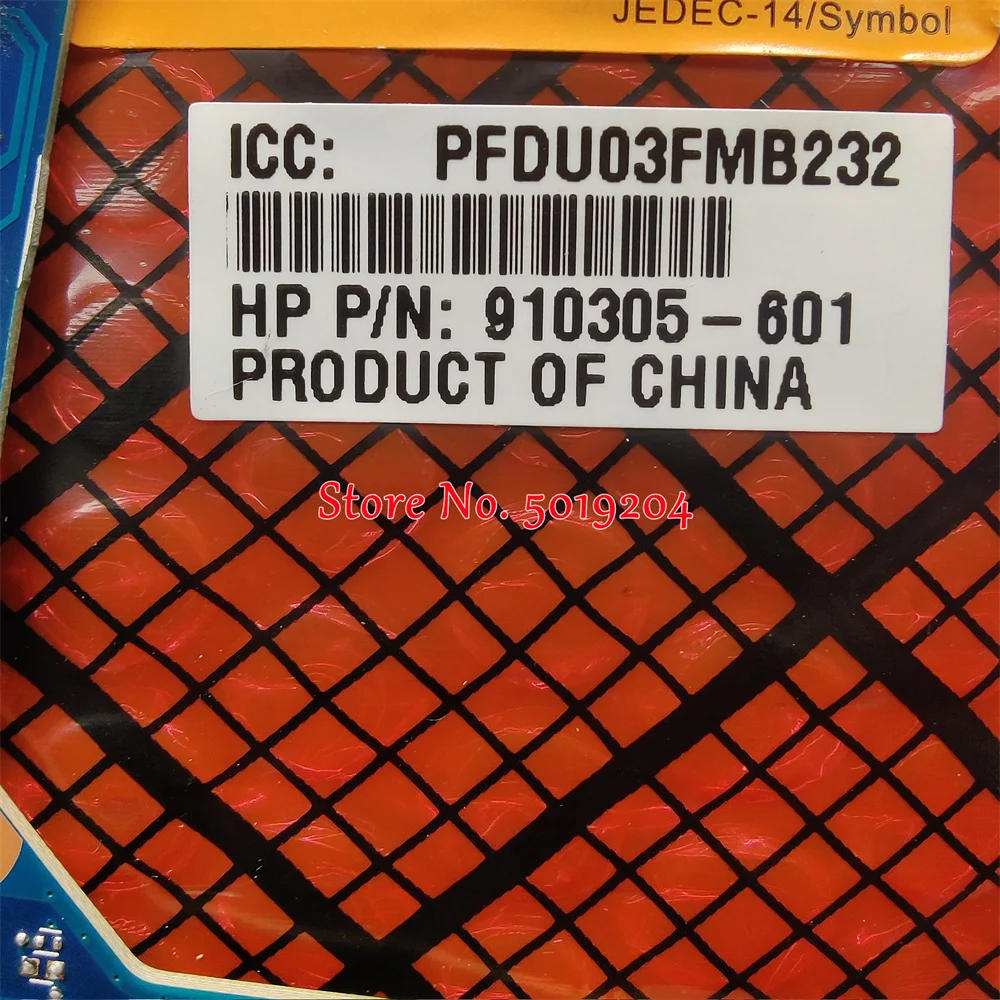 JEDEC-14/Symbol
ICC: PFDU03FMB232
HP P/N: 910305-601
PRODUCT OF CHINA
Store No. 5019204